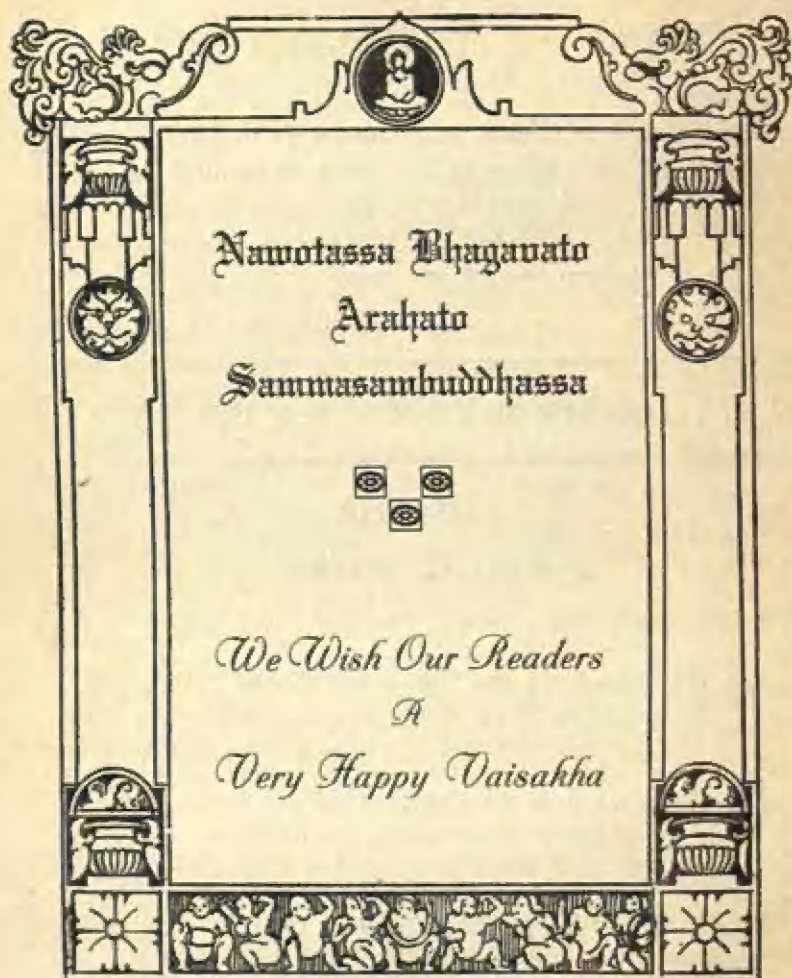 Nawotassa Bhagavato
Arahato
Sammasambuddhassa
We Wish Our Readers
A
Very Happy Vaisakha